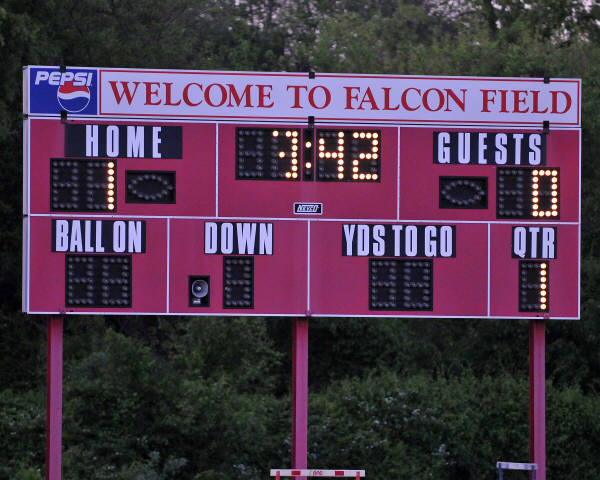 PEPSI WELCOME TO FALCON FIELD
HOME 3:42 GUESTS
1 0
NEVCO
BALL ON DOWN YDS TO GO QTR
1